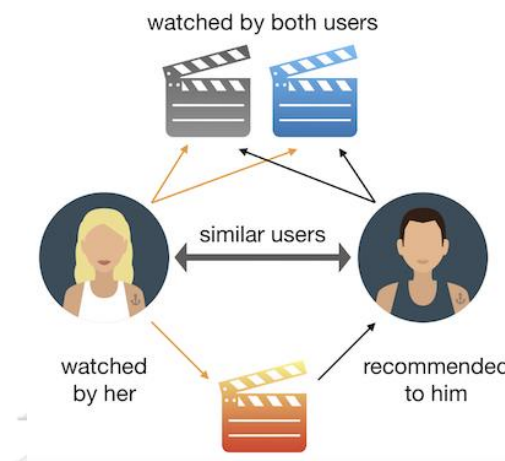 watched by both users
similar users
watched
by her
recommended
to him